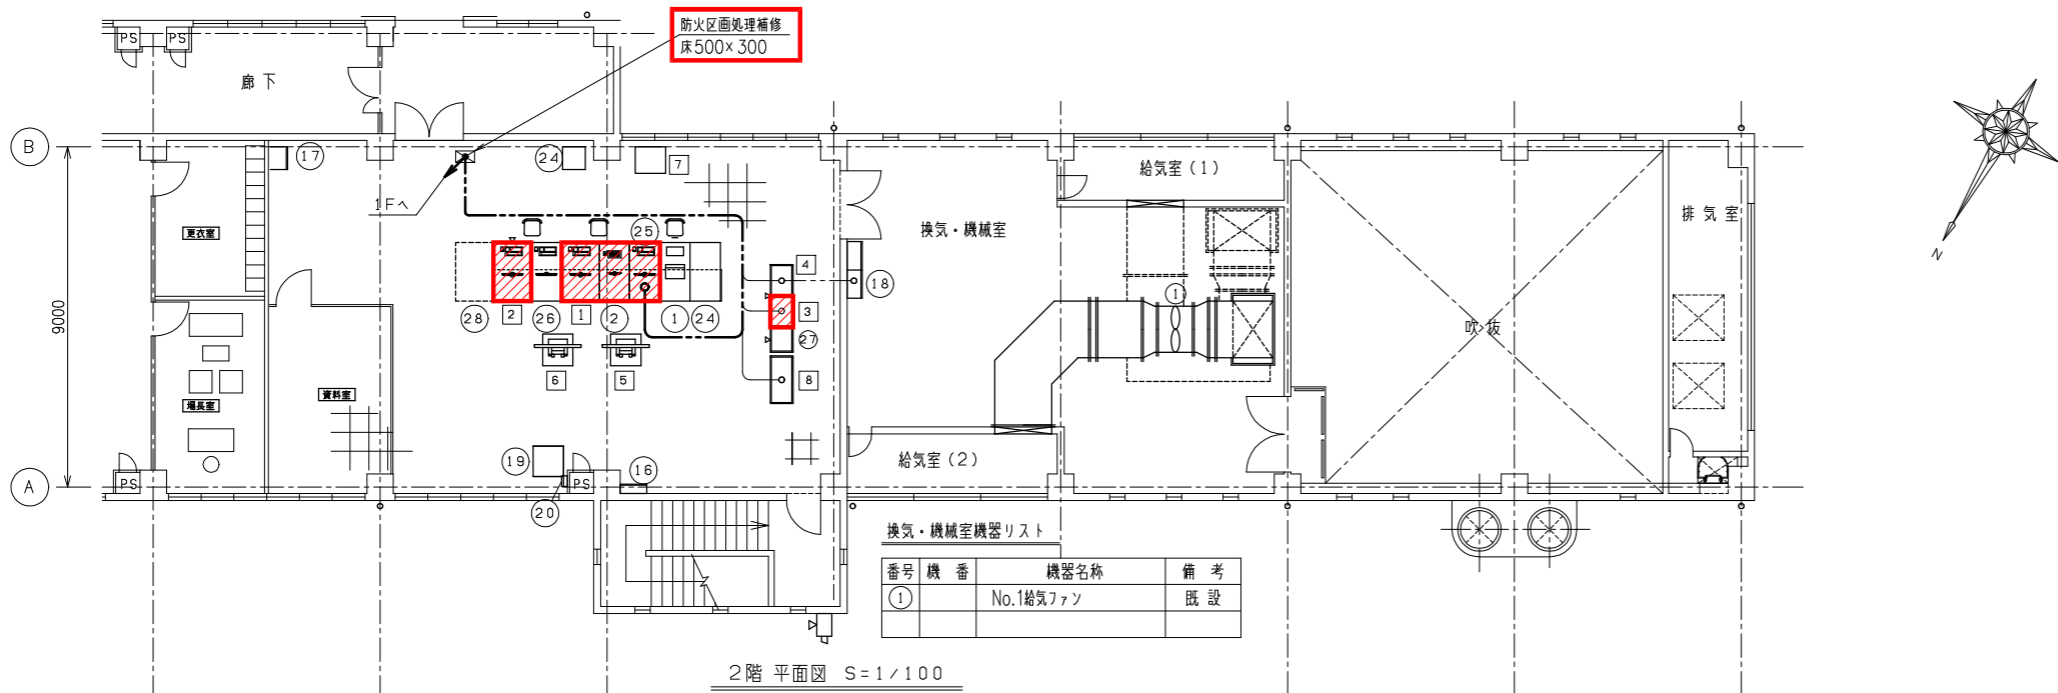 防火区画処理補修
床500×300
PS
PS
廊下
B
17
24
7
給気室（1）
1Fへ
排気室
更衣室
換気・機械室
25
4
18
N
9000
28
2
26
1
2
1
24
3
27
1
吹抜
6
5
8
資料室
場長室
19
16
給気室（2）
A
PS
PS
20
換気・機械室機器リスト
番号 機番 機器名称 備考
1 No.1給気ファン 既設
2階 平面図 S=1/100